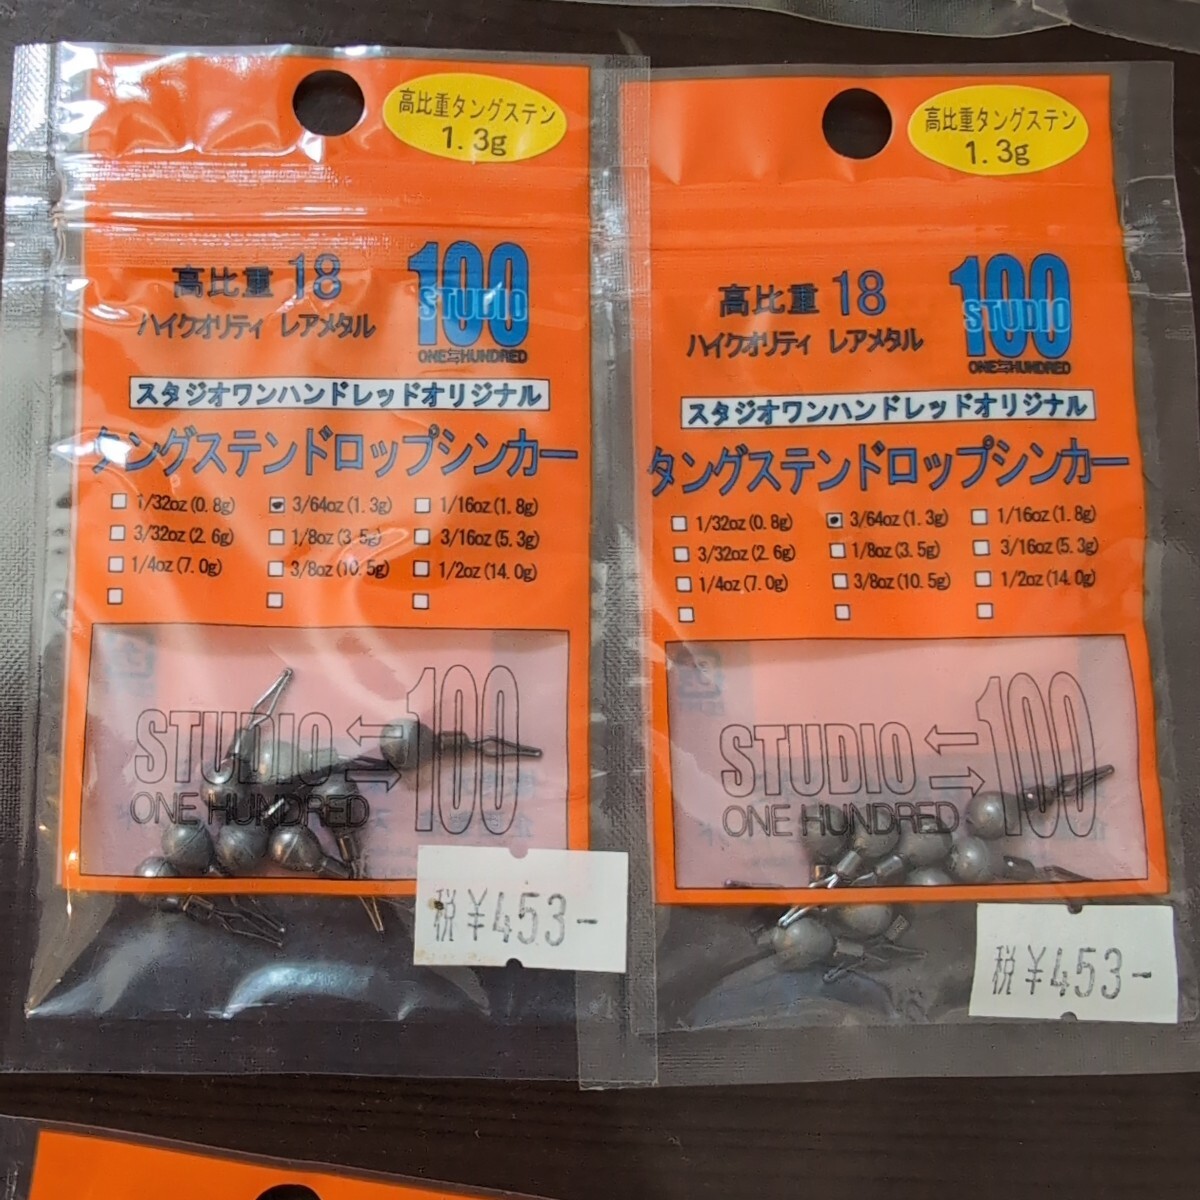 高比重タングステン
1.3g
高比重 18
ハイクオリティ レアメタル
100
STUDIO
ONE⇆HUNDRED
スタジオワンハンドレッドオリジナル
タングステンドロップシンカー
1/32oz(0.8g) 3/64oz(1.3g) 1/16oz(1.8g)
3/32oz(2.6g) 1/8oz(3.5g) 3/16oz(5.3g)
1/4oz(7.0g) 3/8oz(10.5g) 1/2oz(14.0g)
STUDIO⇆100
ONE HUNDRED
税¥453-
高比重タングステン
1.3g
高比重 18
ハイクオリティ レアメタル
100
STUDIO
ONE⇆HUNDRED
スタジオワンハンドレッドオリジナル
タングステンドロップシンカー
1/32oz(0.8g) 3/64oz(1.3g) 1/16oz(1.8g)
3/32oz(2.6g) 1/8oz(3.5g) 3/16oz(5.3g)
1/4oz(7.0g) 3/8oz(10.5g) 1/2oz(14.0g)
STUDIO⇆100
ONE HUNDRED
税¥453-